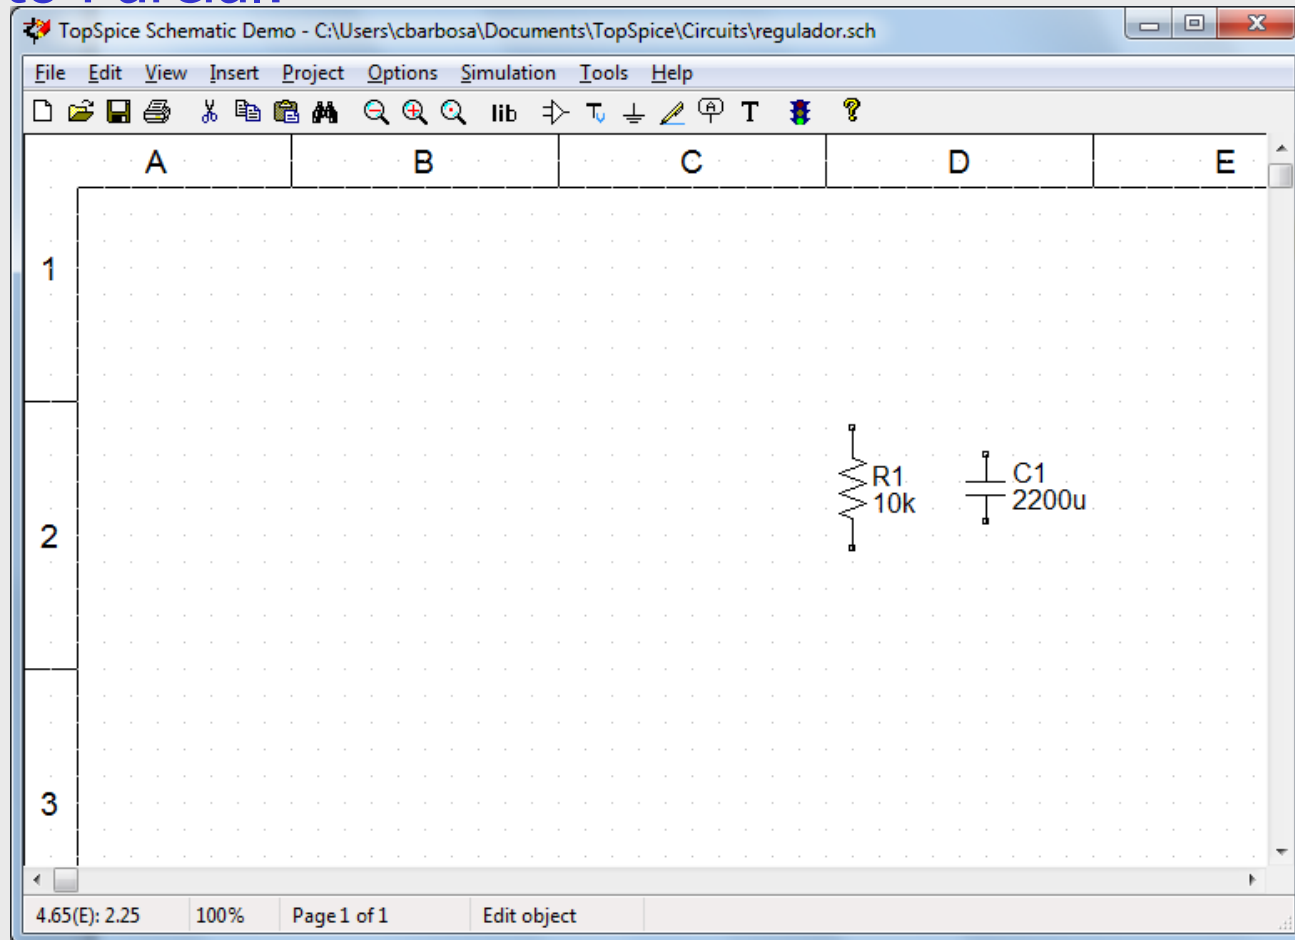 TopSpice Schematic Demo - C:\Users\cbarbosa\Documents\TopSpice\Circuits\regulador.sch
File Edit View Insert Project Options Simulation Tools Help
lib T
A B C D E
1
R1 C1
10k 2200u
2
3
4.65(E): 2.25 100% Page 1 of 1 Edit object